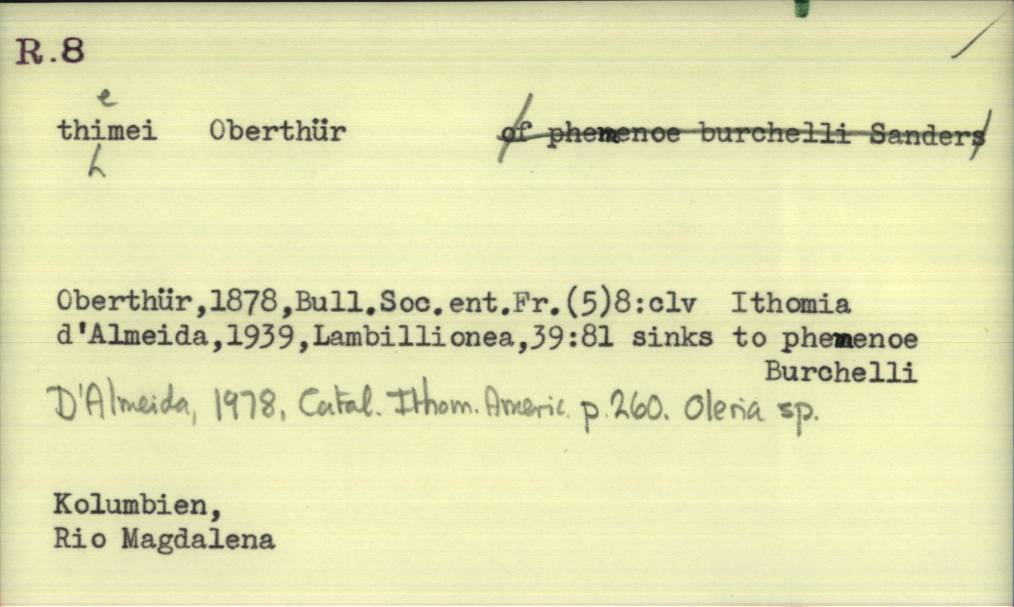 R.8
e
thimei Oberthür of phemenoe burchelli Sanders
h
Oberthür,1878,Bull.Soc.ent.Fr.(5)8:clv Ithomia
d'Almeida,1939,Lambillionea,39:81 sinks to phemenoe
Burchelli
D'Almeida, 1978, Catal. Ithom. Americ. p.260. Oleria sp.
Kolumbien,
Rio Magdalena